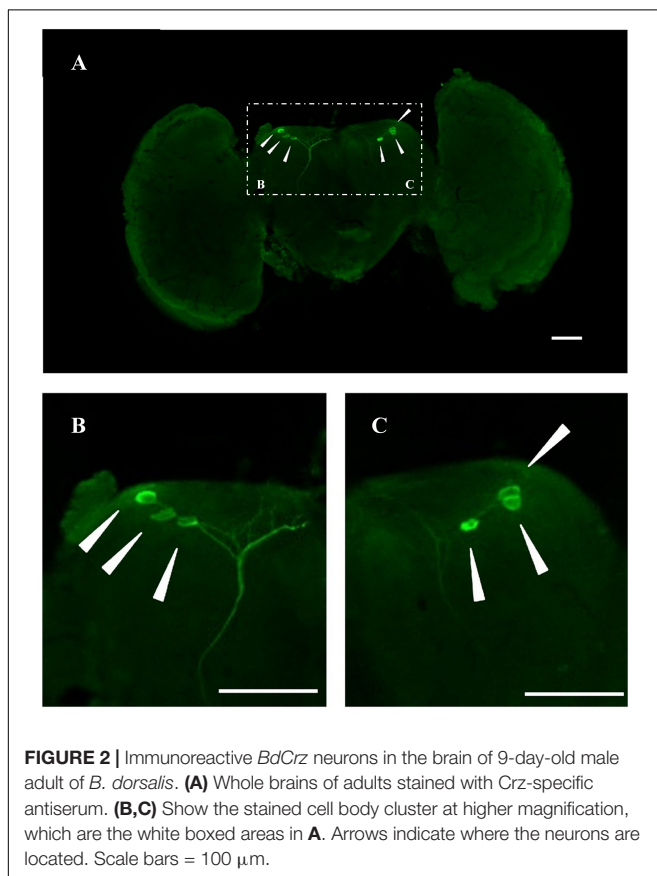 A
B
C
B
C
FIGURE 2 | Immunoreactive BdCrz neurons in the brain of 9-day-old male
adult of B. dorsalis. (A) Whole brains of adults stained with Crz-specific
antiserum. (B,C) Show the stained cell body cluster at higher magnification,
which are the white boxed areas in A. Arrows indicate where the neurons are
located. Scale bars = 100 μm.